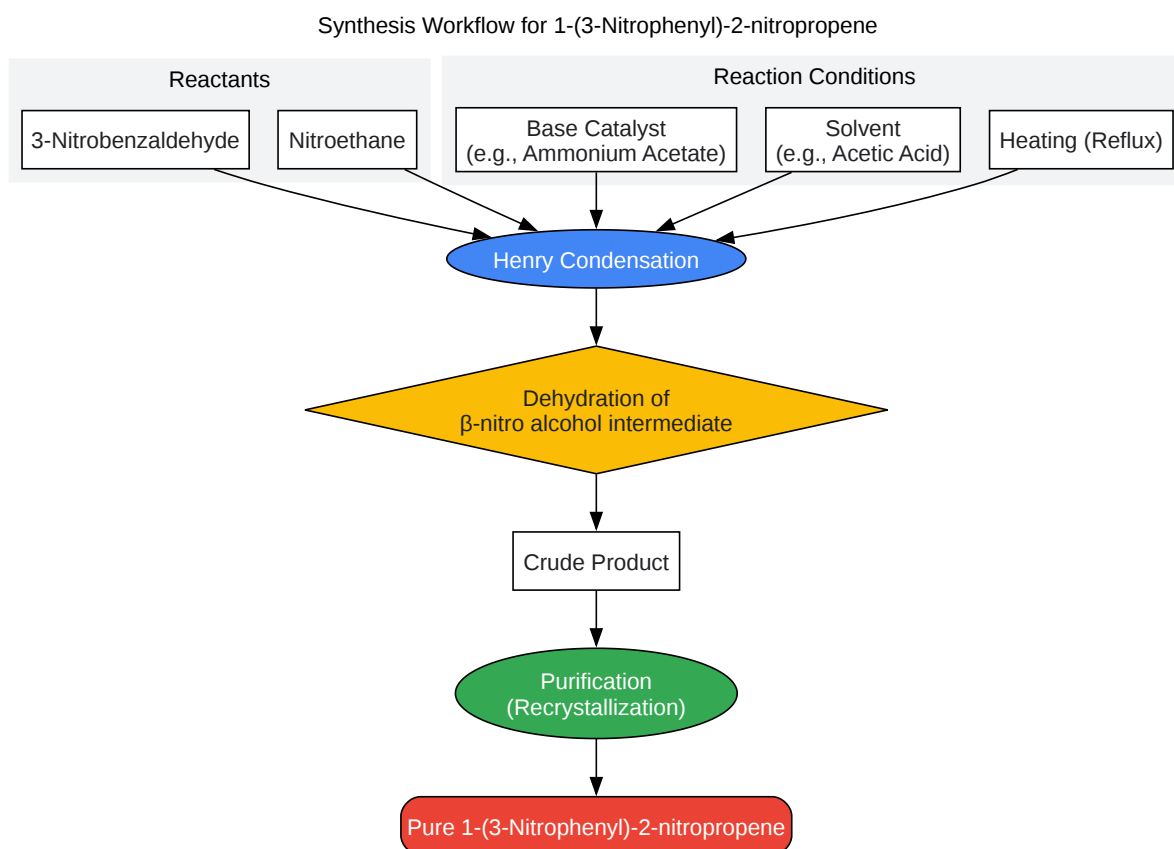 Synthesis Workflow for 1-(3-Nitrophenyl)-2-nitropropene
Reactants
Reaction Conditions
3-Nitrobenzaldehyde
Nitroethane
Base Catalyst
(e.g., Ammonium Acetate)
Solvent
(e.g., Acetic Acid)
Heating (Reflux)
Henry Condensation
Dehydration of
β-nitro alcohol intermediate
Crude Product
Purification
(Recrystallization)
Pure 1-(3-Nitrophenyl)-2-nitropropene